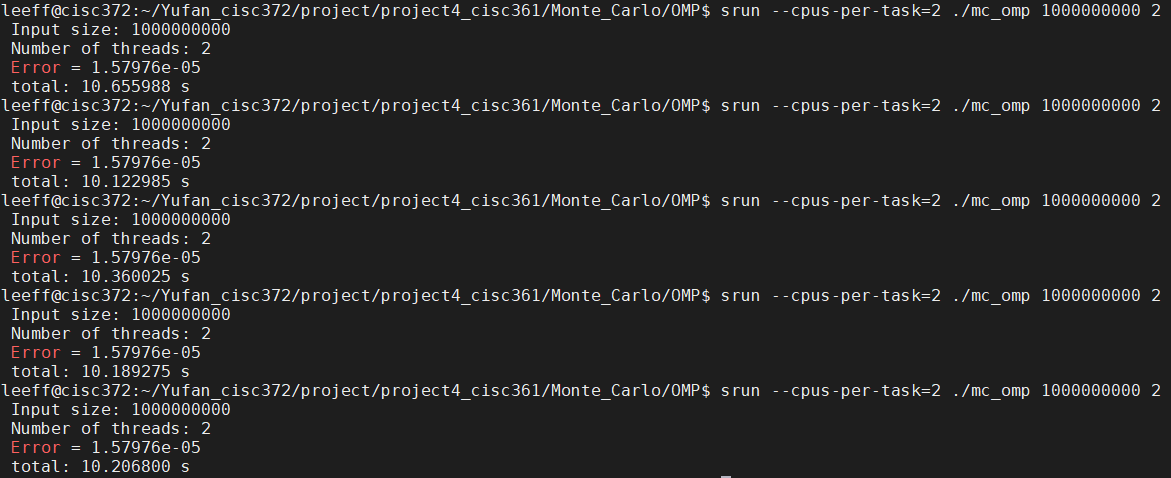 leeff@cisc372:~/Yufan_cisc372/project/project4_cisc361/Monte_Carlo/OMP$ srun --cpus-per-task=2 ./mc_omp 1000000000 2
Input size: 1000000000
Number of threads: 2
Error = 1.57976e-05
total: 10.655988 s
leeff@cisc372:~/Yufan_cisc372/project/project4_cisc361/Monte_Carlo/OMP$ srun --cpus-per-task=2 ./mc_omp 1000000000 2
Input size: 1000000000
Number of threads: 2
Error = 1.57976e-05
total: 10.122985 s
leeff@cisc372:~/Yufan_cisc372/project/project4_cisc361/Monte_Carlo/OMP$ srun --cpus-per-task=2 ./mc_omp 1000000000 2
Input size: 1000000000
Number of threads: 2
Error = 1.57976e-05
total: 10.360025 s
leeff@cisc372:~/Yufan_cisc372/project/project4_cisc361/Monte_Carlo/OMP$ srun --cpus-per-task=2 ./mc_omp 1000000000 2
Input size: 1000000000
Number of threads: 2
Error = 1.57976e-05
total: 10.189275 s
leeff@cisc372:~/Yufan_cisc372/project/project4_cisc361/Monte_Carlo/OMP$ srun --cpus-per-task=2 ./mc_omp 1000000000 2
Input size: 1000000000
Number of threads: 2
Error = 1.57976e-05
total: 10.206800 s